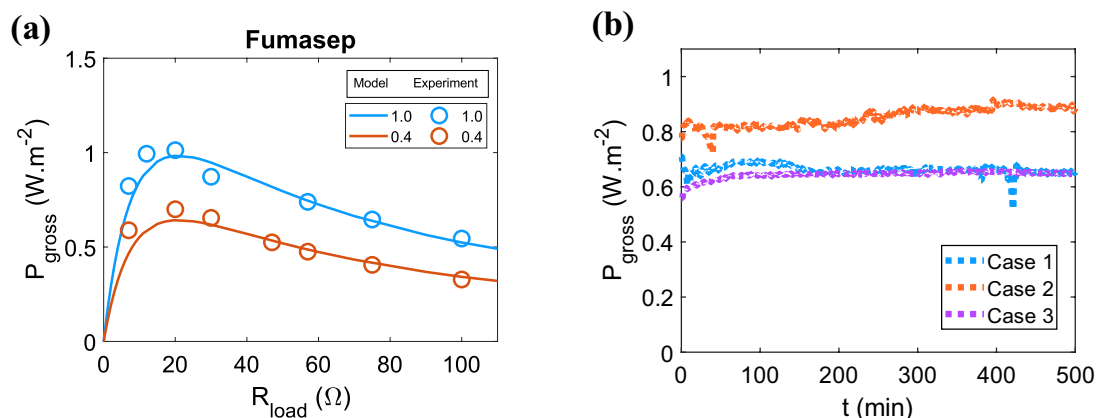 (a)
Fumasep
P_gross (W.m^-2)
1.5
1
0.5
0
0 20 40 60 80 100
R_load (Ω)
Model Experiment
1.0 1.0
0.4 0.4
(b)
P_gross (W.m^-2)
1
0.8
0.6
0.4
0.2
0
0 100 200 300 400 500
t (min)
Case 1
Case 2
Case 3